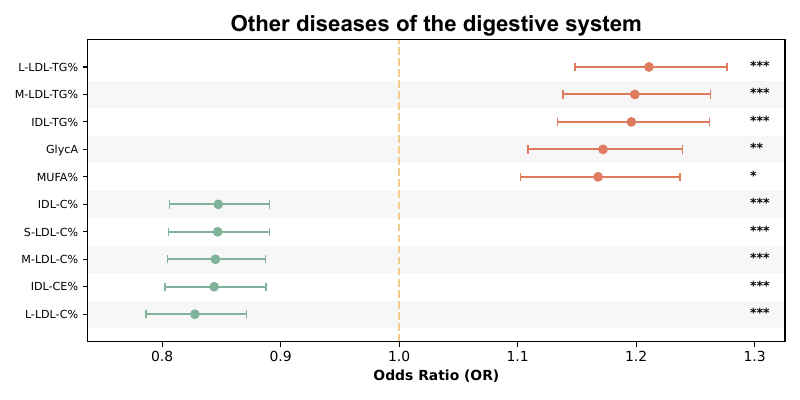 Other diseases of the digestive system
L-LDL-TG% ***
M-LDL-TG% ***
IDL-TG% ***
GlycA **
MUFA% *
IDL-C% ***
S-LDL-C% ***
M-LDL-C% ***
IDL-CE% ***
L-LDL-C% ***
0.8 0.9 1.0 1.1 1.2 1.3
Odds Ratio (OR)